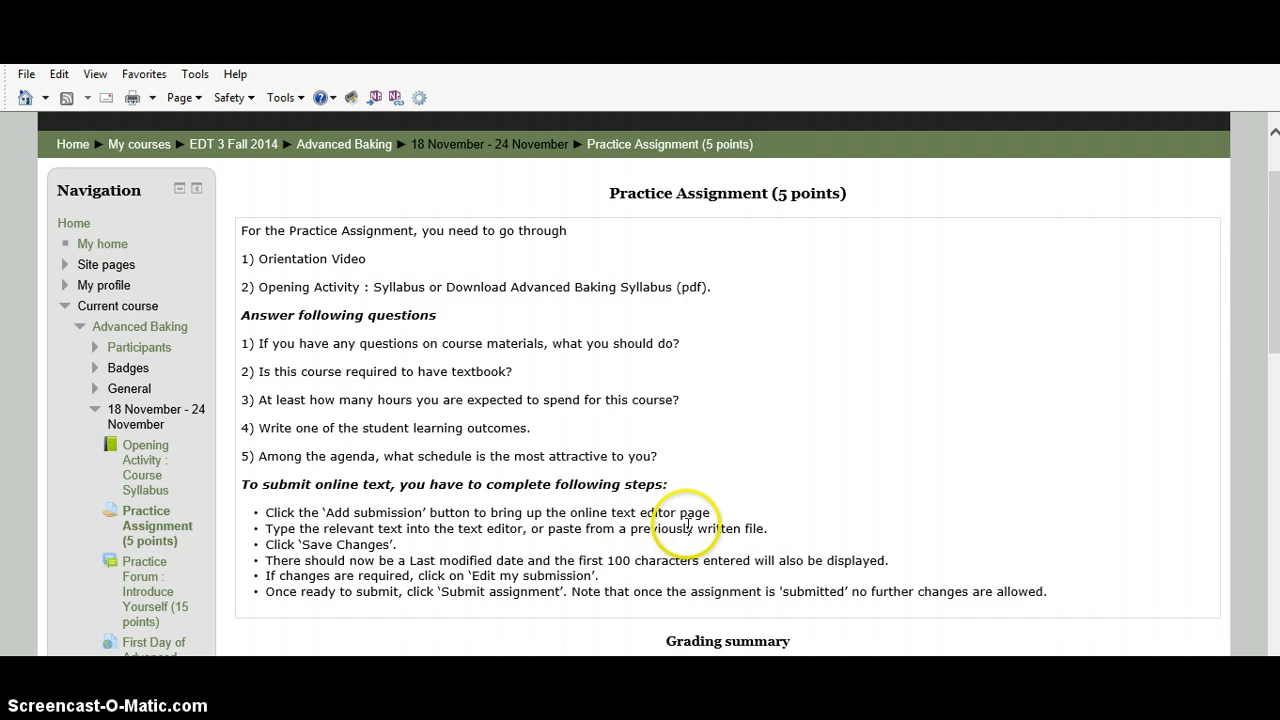 File Edit View Favorites Tools Help
Page Safety Tools
Home ► My courses ► EDT 3 Fall 2014 ► Advanced Baking ► 18 November - 24 November ► Practice Assignment (5 points)
Navigation
Home
My home
Site pages
My profile
Current course
Advanced Baking
Participants
Badges
General
18 November - 24
November
Opening
Activity :
Course
Syllabus
Practice
Assignment
(5 points)
Practice
Forum :
Introduce
Yourself (15
points)
First Day of
Practice Assignment (5 points)
For the Practice Assignment, you need to go through
1) Orientation Video
2) Opening Activity : Syllabus or Download Advanced Baking Syllabus (pdf).
Answer following questions
1) If you have any questions on course materials, what you should do?
2) Is this course required to have textbook?
3) At least how many hours you are expected to spend for this course?
4) Write one of the student learning outcomes.
5) Among the agenda, what schedule is the most attractive to you?
To submit online text, you have to complete following steps:
• Click the ‘Add submission’ button to bring up the online text editor page
• Type the relevant text into the text editor, or paste from a previously written file.
• Click ‘Save Changes’.
• There should now be a Last modified date and the first 100 characters entered will also be displayed.
• If changes are required, click on ‘Edit my submission’.
• Once ready to submit, click ‘Submit assignment’. Note that once the assignment is 'submitted' no further changes are allowed.
Grading summary
Screencast-O-Matic.com